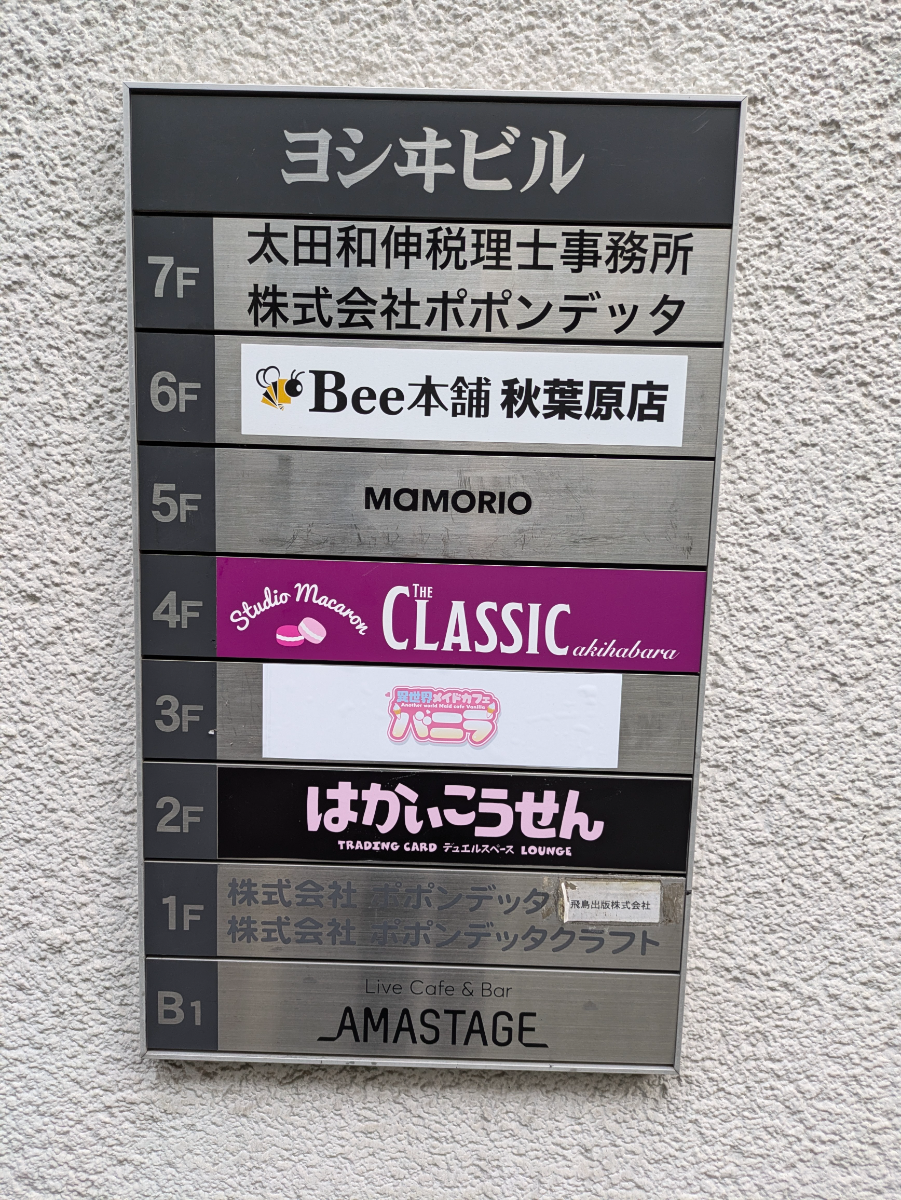 ヨシヰビル
7F
太田和伸税理士事務所
株式会社ポポンデッタ
6F
Bee本舗 秋葉原店
5F
MAMORIO
4F
Studio Macaron
THE
CLASSIC
akihabara
3F
異世界メイドカフェ
Another world Maid cafe Vanilla
バニラ
2F
はかいこうせん
TRADING CARD デュエルスペース LOUNGE
1F
株式会社 ポポンデッタ
飛鳥出版株式会社
株式会社 ポポンデッタクラフト
B1
Live Cafe & Bar
AMASTAGE